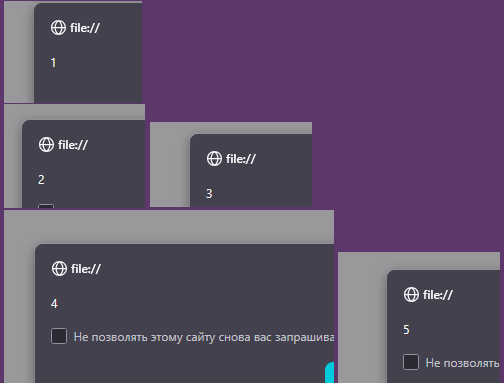 file://
1
file://
2
file://
3
file://
4
Не позволять этому сайту снова вас запрашива
file://
5
Не позволять